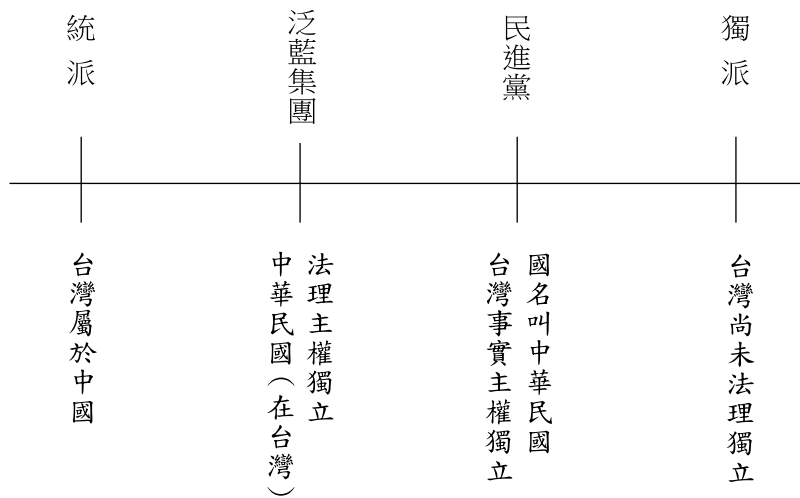 統派
泛藍集團
民進黨
獨派
台灣屬於中國
中華民國（在台灣）
法理主權獨立
台灣事實主權獨立
國名叫中華民國
台灣尚未法理獨立